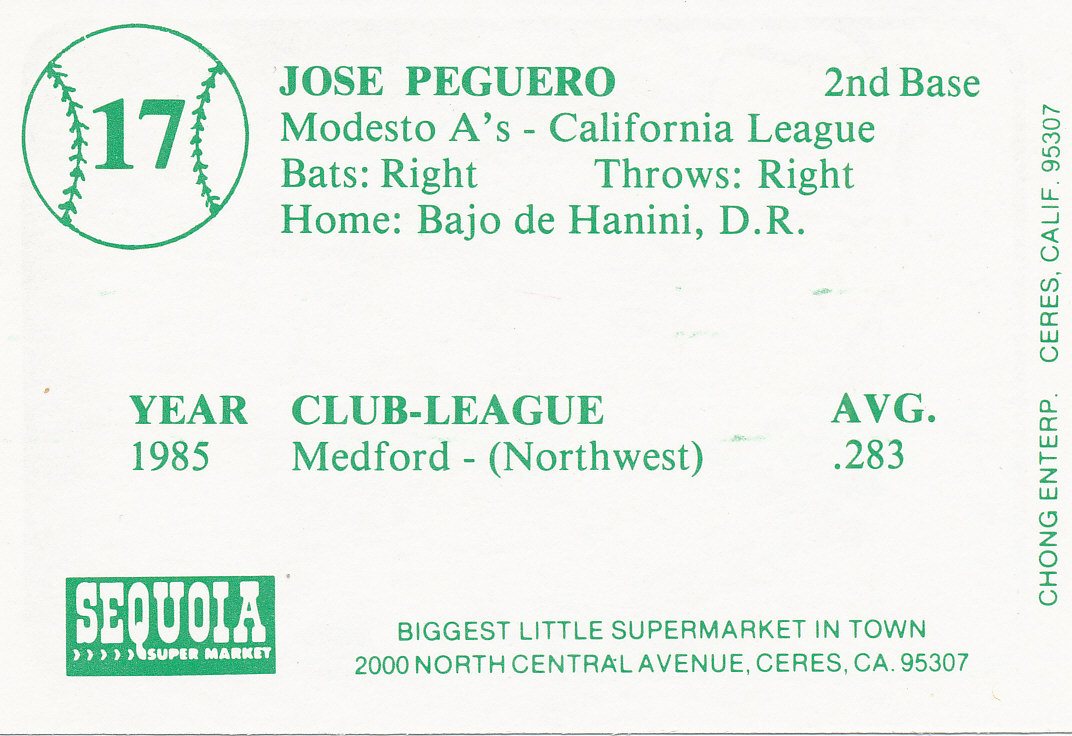 17
JOSE PEGUERO 2nd Base
Modesto A's - California League
Bats: Right Throws: Right
Home: Bajo de Hanini, D.R.
YEAR CLUB-LEAGUE AVG.
1985 Medford - (Northwest) .283
SEQUOIA
SUPER MARKET
BIGGEST LITTLE SUPERMARKET IN TOWN
2000 NORTH CENTRAL AVENUE, CERES, CA. 95307
CHONG ENTERP. CERES, CALIF. 95307